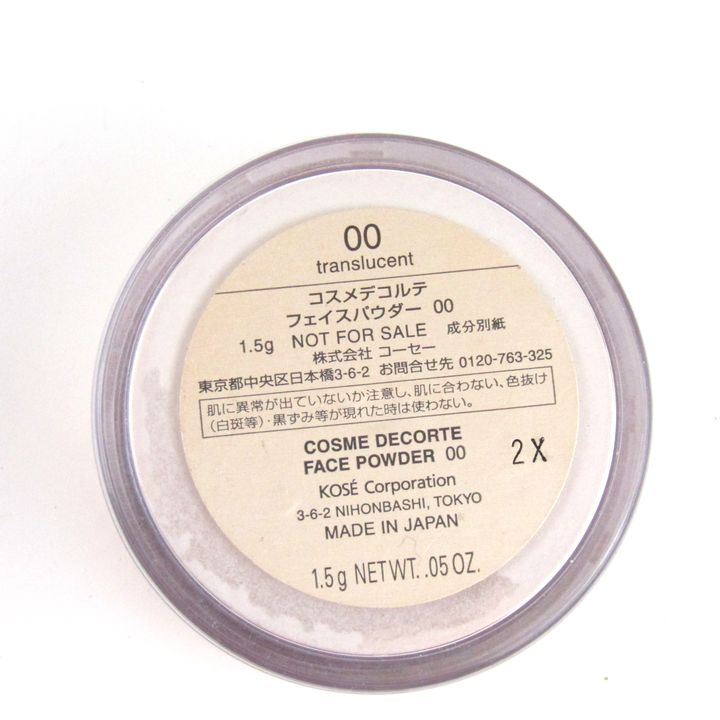 00
translucent
コスメデコルテ
フェイスパウダー 00
1.5g NOT FOR SALE 成分別紙
株式会社 コーセー
東京都中央区日本橋3-6-2 お問合せ先 0120-763-325
肌に異常が出ていないか注意し、肌に合わない、色抜け
(白斑等)・黒ずみ等が現れた時は使わない。
COSME DECORTE
FACE POWDER 00
2X
KOSÉ Corporation
3-6-2 NIHONBASHI, TOKYO
MADE IN JAPAN
1.5 g NET WT. .05 OZ.